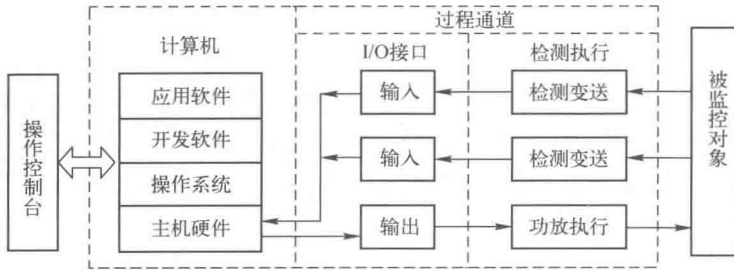 过程通道
计算机
I/O接口
检测执行
操作控制台
应用软件
开发软件
操作系统
主机硬件
输入
检测变送
输入
检测变送
输出
功放执行
被监控对象